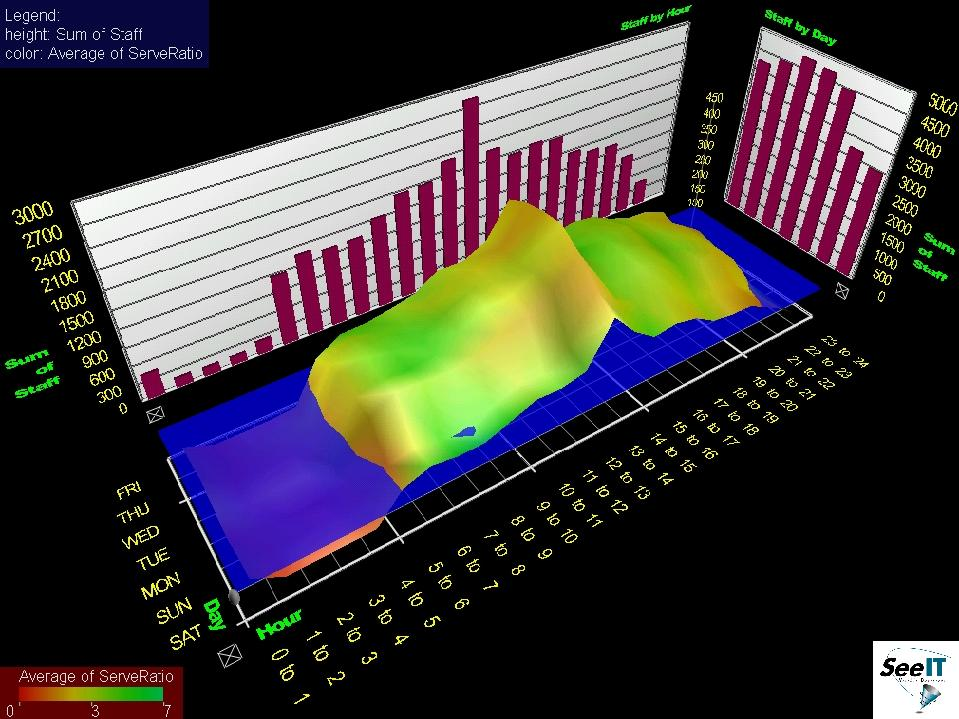 Legend:
height: Sum of Staff
color: Average of ServeRatio
Staff by Hour
Staff by Day
3000
2700
2400
2100
1800
1500
1200
900
600
300
0
Sum
of
Staff
450
400
350
300
200
150
100
5000
4500
4000
3500
3000
2500
2000
1500
1000
500
0
Sum
of
Staff
FRI
THU
WED
TUE
MON
SUN
SAT
Day
Hour
0 to 1
1 to 2
2 to 3
3 to 4
4 to 5
5 to 6
6 to 7
7 to 8
8 to 9
9 to 10
10 to 11
11 to 12
12 to 13
13 to 14
14 to 15
15 to 16
16 to 17
17 to 18
18 to 19
19 to 20
20 to 21
21 to 22
22 to 23
23 to 24
Average of ServeRatio
0 3 7
SeeIT